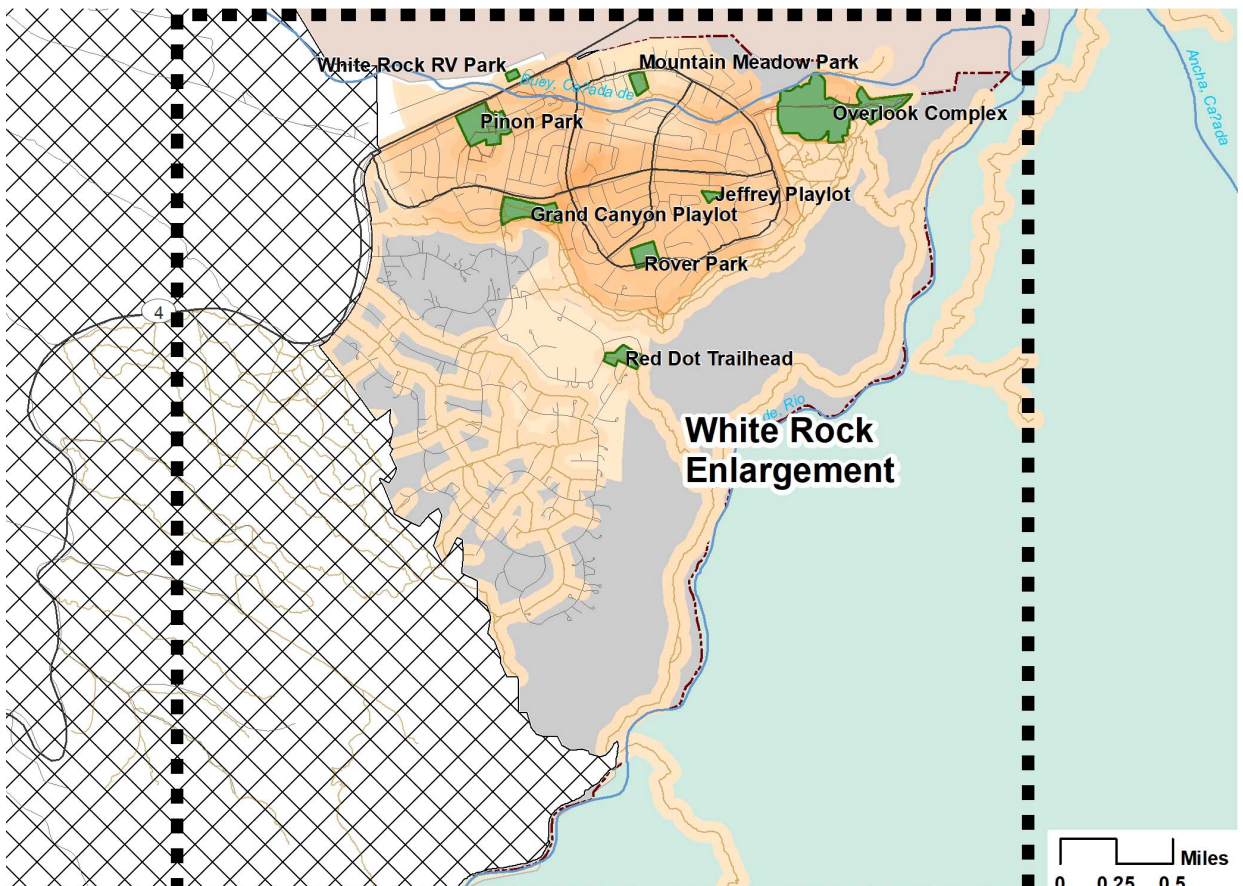 White Rock RV Park
Mountain Meadow Park
Buey, Ca?ada de
Ancha, Ca?ada
Pinon Park
Overlook Complex
Jeffrey Playlot
Grand Canyon Playlot
Rover Park
4
Red Dot Trailhead
de, Rio
White Rock
Enlargement
Miles
0 0.25 0.5